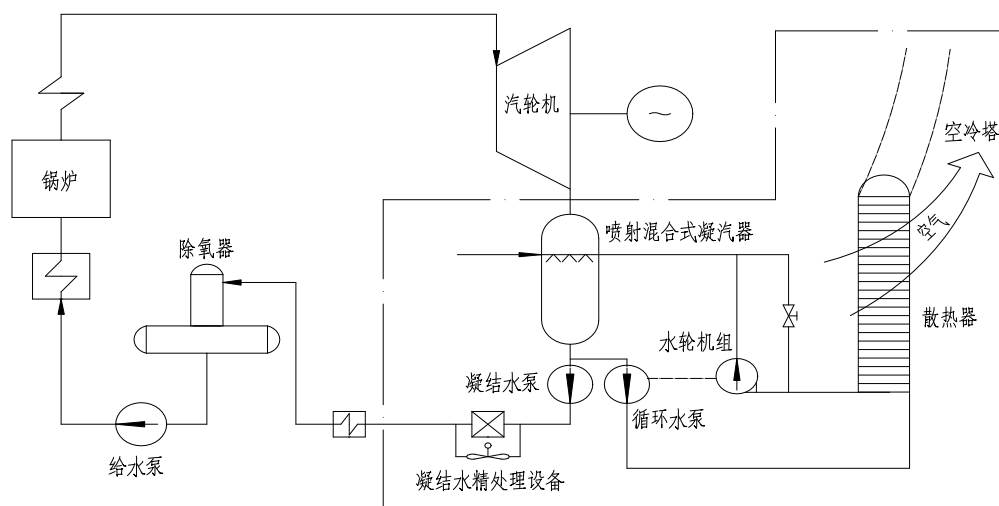 汽轮机
～
空冷塔
锅炉
空气
喷射混合式凝汽器
除氧器
散热器
水轮机组
凝结水泵
循环水泵
给水泵
凝结水精处理设备